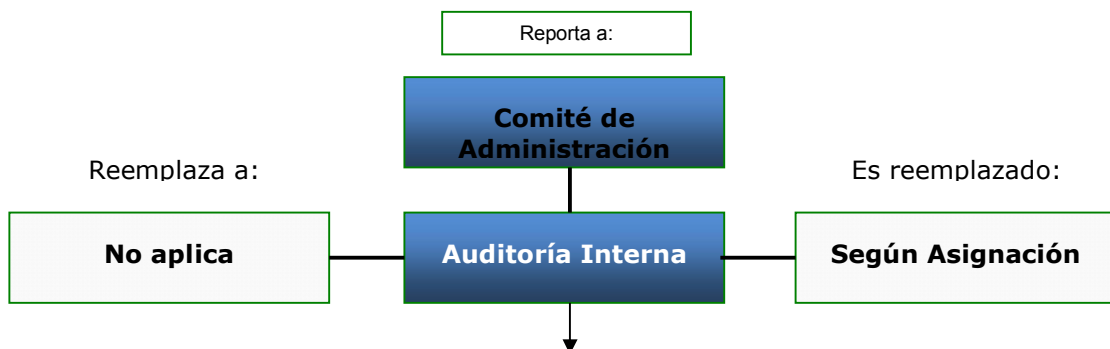 Reporta a:
Comité de
Administración
Reemplaza a:
Es reemplazado:
No aplica
Auditoría Interna
Según Asignación